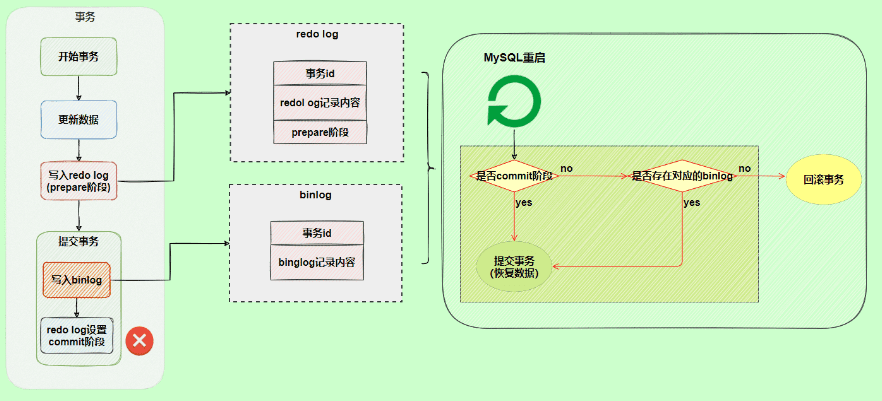 事务
开始事务
更新数据
写入redo log
(prepare阶段)
提交事务
写入binlog
redo log设置
commit阶段
redo log
事务id
redol og记录内容
prepare阶段
binlog
事务id
binglog记录内容
MySQL重启
是否commit阶段
no
是否存在对应的binlog
no
回滚事务
yes
yes
提交事务
(恢复数据)